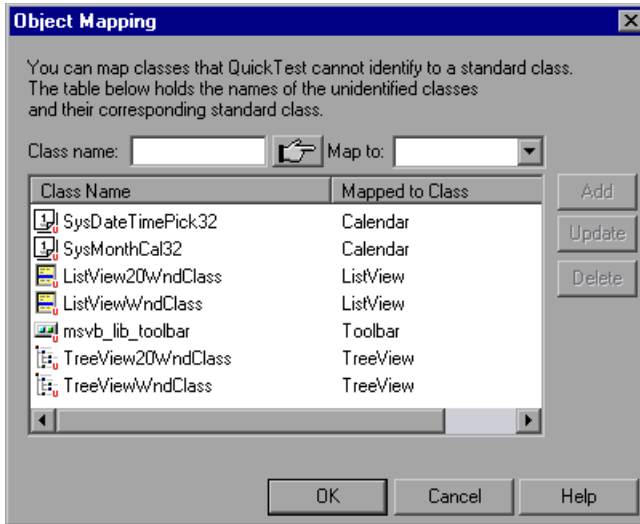 Object Mapping
You can map classes that QuickTest cannot identify to a standard class.
The table below holds the names of the unidentified classes
and their corresponding standard class.
Class name: Map to:
Class Name Mapped to Class
SysDateTimePick32 Calendar
SysMonthCal32 Calendar
ListView20WndClass ListView
ListViewWndClass ListView
msvb_lib_toolbar Toolbar
TreeView20WndClass TreeView
TreeViewWndClass TreeView
Add
Update
Delete
OK Cancel Help